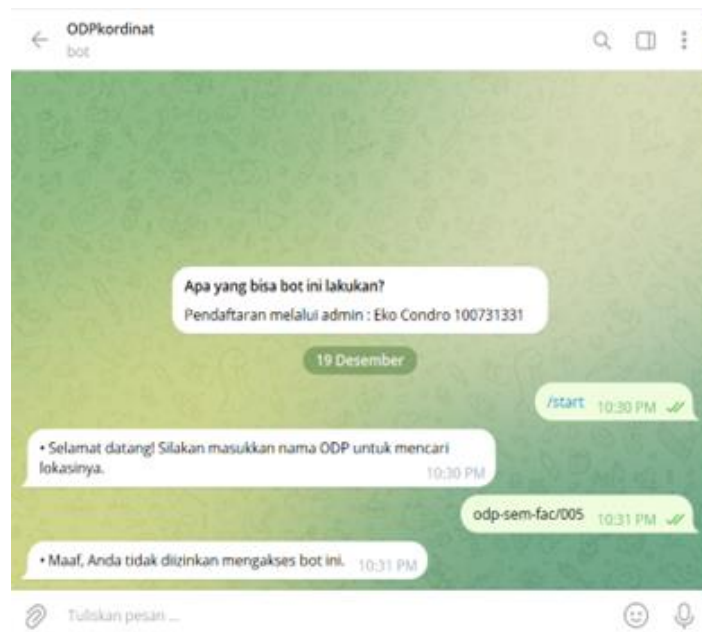 ODPkordinat
bot
Apa yang bisa bot ini lakukan?
Pendaftaran melalui admin : Eko Condro 100731331
19 Desember
/start 10:30 PM
• Selamat datang! Silakan masukkan nama ODP untuk mencari
lokasinya. 10:30 PM
odp-sem-fac/005 10:31 PM
• Maaf, Anda tidak diizinkan mengakses bot ini. 10:31 PM
Tuliskan pesan ...